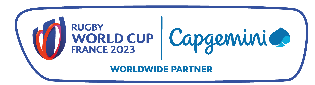 RUGBY
WORLD CUP
FRANCE 2023
Capgemini
WORLDWIDE PARTNER